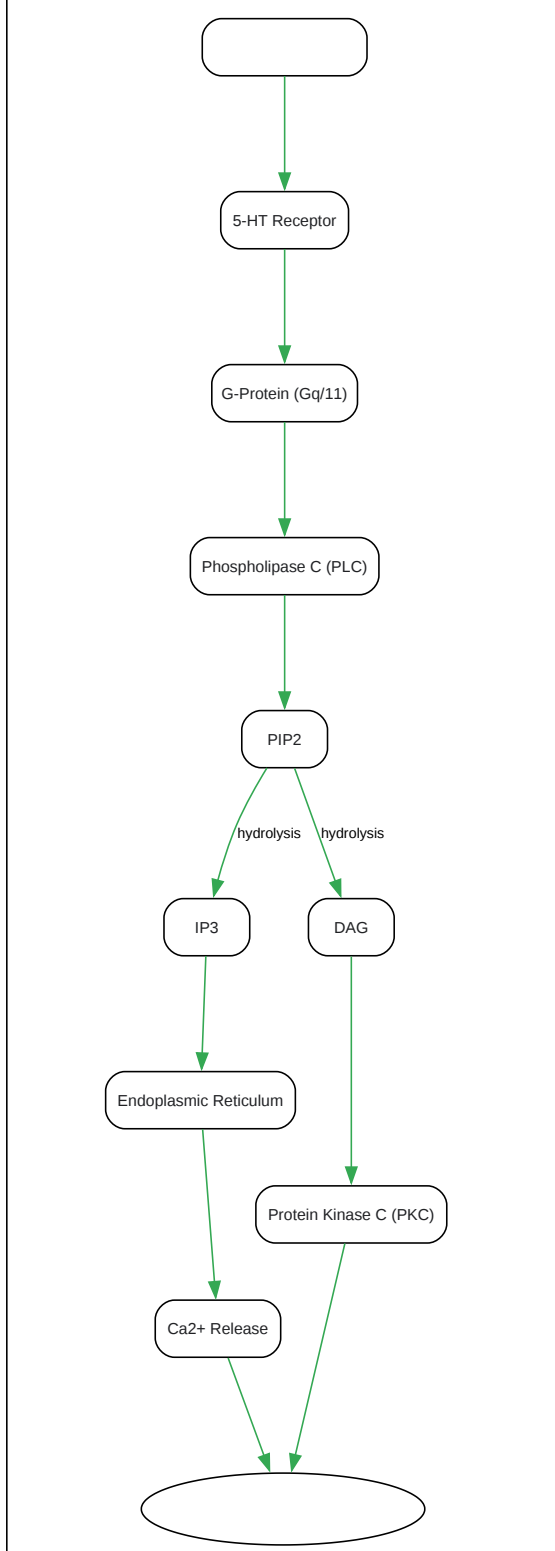 5-HT Receptor
G-Protein (Gq/11)
Phospholipase C (PLC)
PIP2
hydrolysis
hydrolysis
IP3
DAG
Endoplasmic Reticulum
Protein Kinase C (PKC)
Ca2+ Release